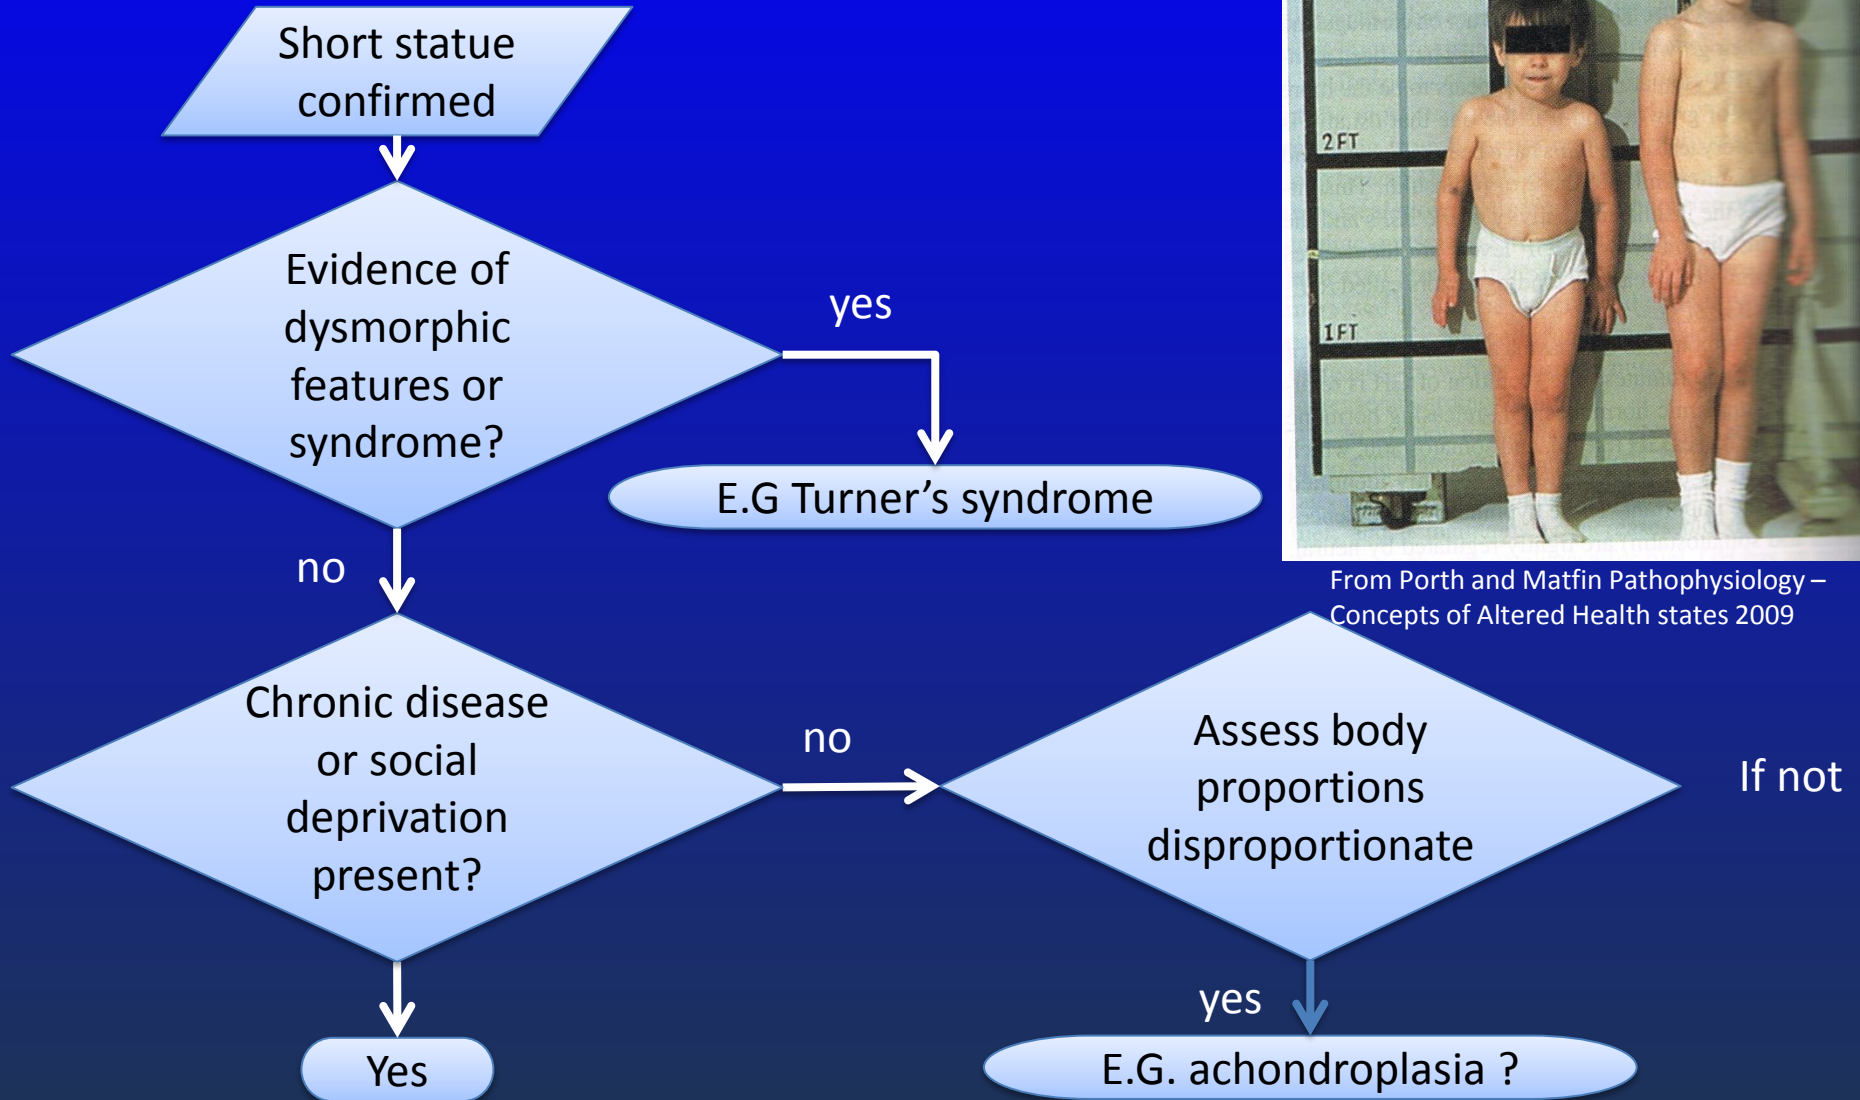 Short statue
confirmed
Evidence of
dysmorphic
features or
syndrome?
yes
E.G Turner's syndrome
2 FT
1 FT
From Porth and Matfin Pathophysiology –
Concepts of Altered Health states 2009
no
Chronic disease
or social
deprivation
present?
no
Assess body
proportions
disproportionate
If not
Yes
yes
E.G. achondroplasia ?